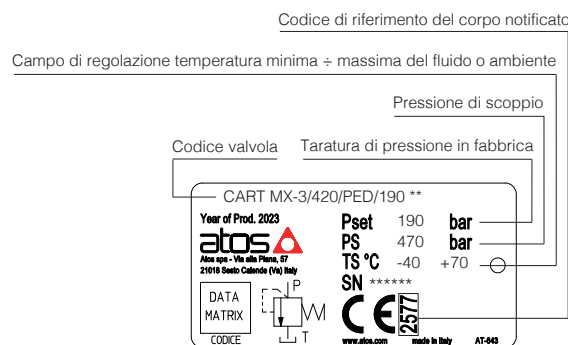 Codice di riferimento del corpo notificato
Campo di regolazione temperatura minima ÷ massima del fluido o ambiente
Pressione di scoppio
Codice valvola
Taratura di pressione in fabbrica
CART MX-3/420/PED/190 **
Year of Prod. 2023
atos
Atos spa - Via alla Piana, 57
21018 Sesto Calende (Va) Italy
Pset 190 bar
PS 470 bar
TS °C -40 +70
SN ******
DATA
MATRIX
CODICE
P
T
CE
2577
www.atos.com made in Italy AT-643